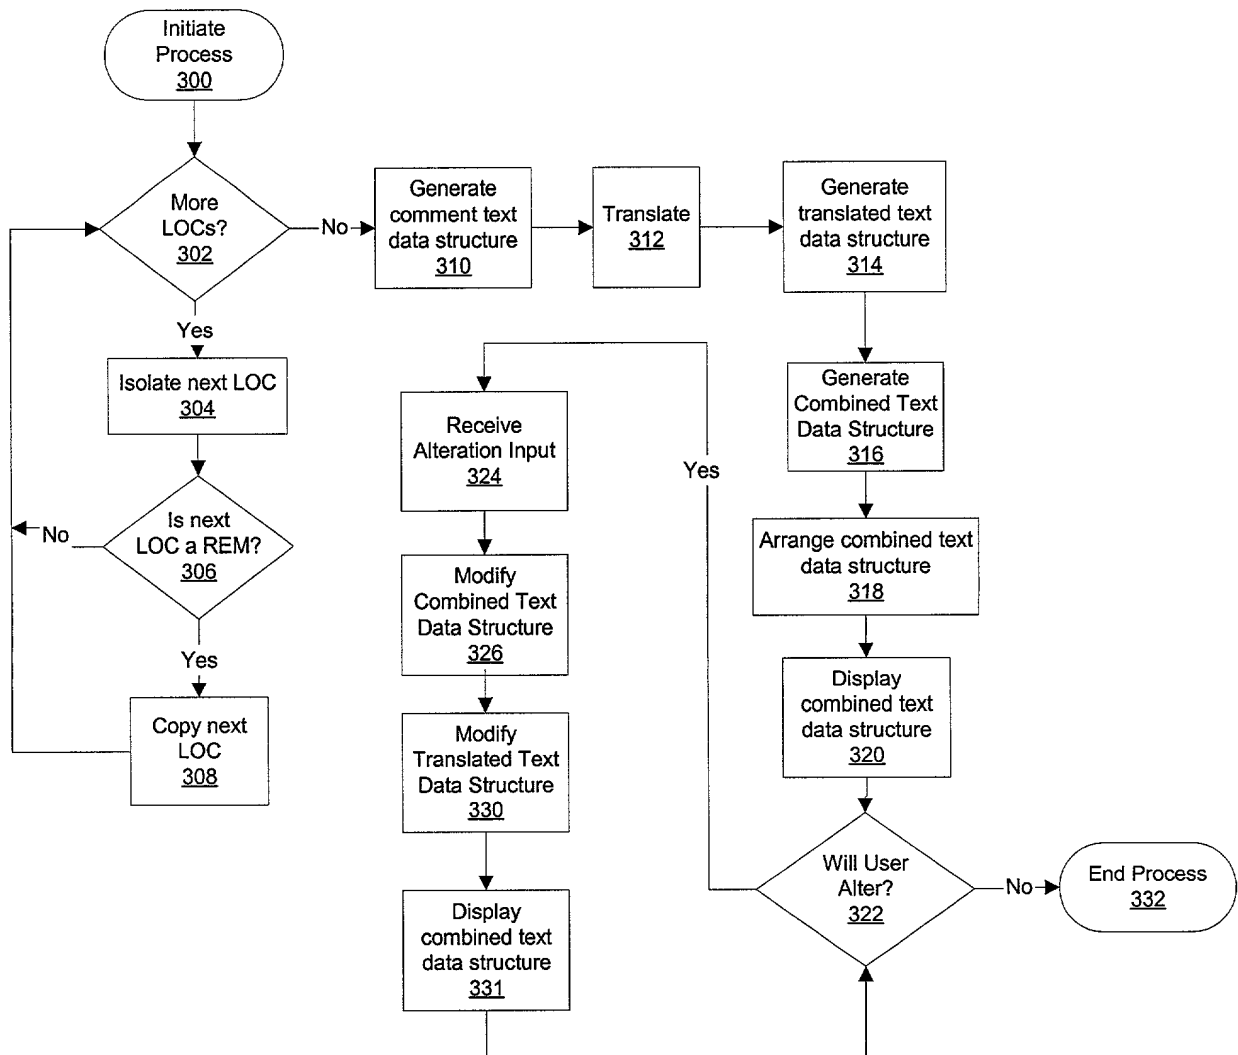 Initiate
Process
300
More
LOCs?
302
No
Generate
comment text
data structure
310
Translate
312
Generate
translated text
data structure
314
Yes
Isolate next LOC
304
Is next
LOC a REM?
306
No
Yes
Copy next
LOC
308
Generate
Combined Text
Data Structure
316
Arrange combined text
data structure
318
Display
combined text
data structure
320
Will User
Alter?
322
No
End Process
332
Yes
Receive
Alteration Input
324
Modify
Combined Text
Data Structure
326
Modify
Translated Text
Data Structure
330
Display
combined text
data structure
331